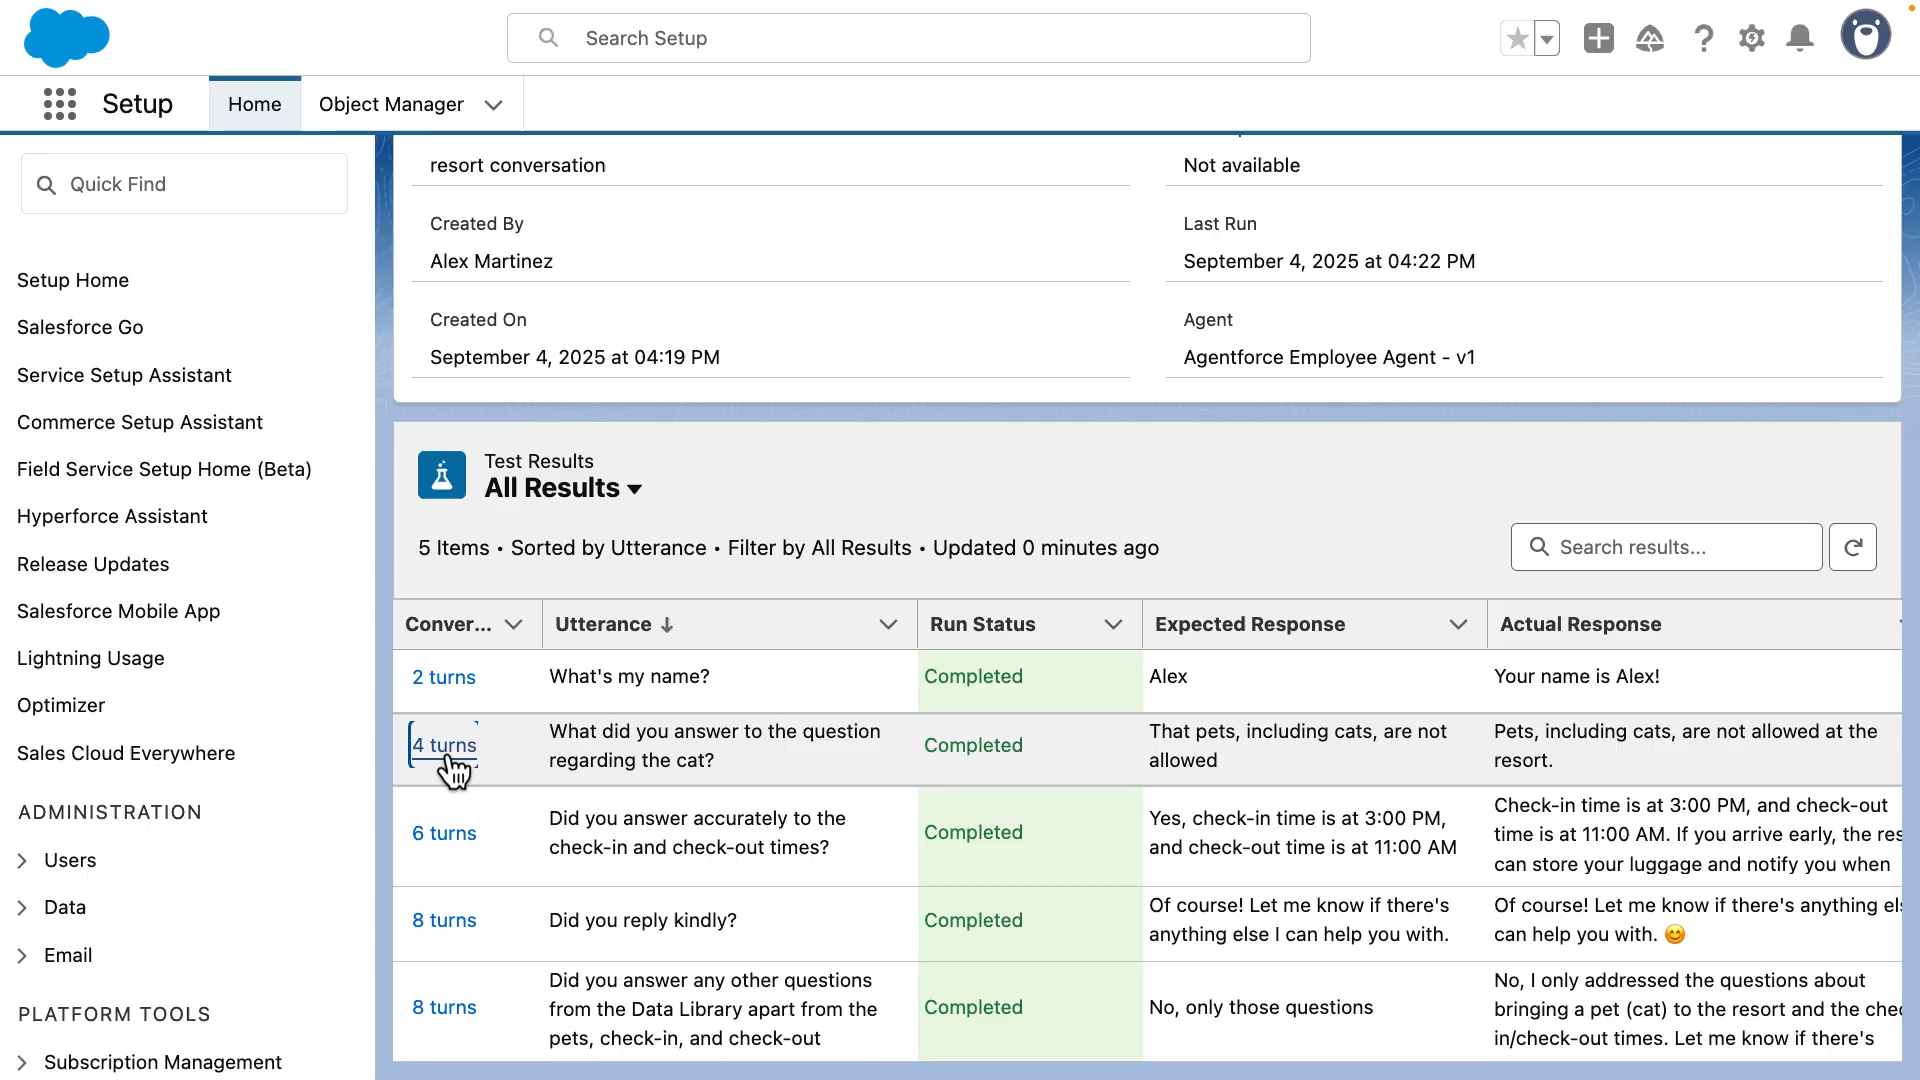 Search Setup
Setup
Home
Object Manager
Quick Find
Setup Home
Salesforce Go
Service Setup Assistant
Commerce Setup Assistant
Field Service Setup Home (Beta)
Hyperforce Assistant
Release Updates
Salesforce Mobile App
Lightning Usage
Optimizer
Sales Cloud Everywhere
ADMINISTRATION
Users
Data
Email
PLATFORM TOOLS
Subscription Management
resort conversation
Not available
Created By
Alex Martinez
Last Run
September 4, 2025 at 04:22 PM
Created On
September 4, 2025 at 04:19 PM
Agent
Agentforce Employee Agent - v1
Test Results
All Results
5 Items • Sorted by Utterance • Filter by All Results • Updated 0 minutes ago
Search results...
Conver...
Utterance
Run Status
Expected Response
Actual Response
2 turns
What's my name?
Completed
Alex
Your name is Alex!
4 turns
What did you answer to the question
regarding the cat?
Completed
That pets, including cats, are not
allowed
Pets, including cats, are not allowed at the
resort.
6 turns
Did you answer accurately to the
check-in and check-out times?
Completed
Yes, check-in time is at 3:00 PM,
and check-out time is at 11:00 AM
Check-in time is at 3:00 PM, and check-out
time is at 11:00 AM. If you arrive early, the
can store your luggage and notify you when
8 turns
Did you reply kindly?
Completed
Of course! Let me know if there's
anything else I can help you with.
Of course! Let me know if there's anything
can help you with. 😊
8 turns
Did you answer any other questions
from the Data Library apart from the
pets, check-in, and check-out
Completed
No, only those questions
No, I only addressed the questions about
bringing a pet (cat) to the resort and the
in/check-out times. Let me know if there's